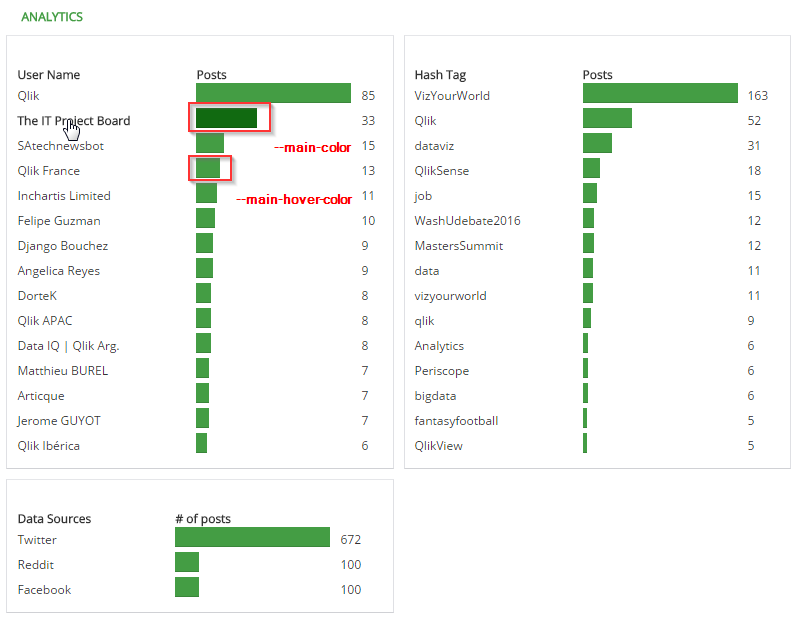 ANALYTICS
User Name Posts
Qlik 85
The IT Project Board 33
SAtechnewsbot --main-color 15
Qlik France 13
Inchartis Limited --main-hover-color 11
Felipe Guzman 10
Django Bouchez 9
Angelica Reyes 9
DorteK 8
Qlik APAC 8
Data IQ | Qlik Arg. 8
Matthieu BUREL 7
Articque 7
Jerome GUYOT 7
Qlik Ibérica 6
Hash Tag Posts
VizYourWorld 163
Qlik 52
dataviz 31
QlikSense 18
job 15
WashUdebate2016 12
MastersSummit 12
data 11
vizyourworld 11
qlik 9
Analytics 6
Periscope 6
bigdata 6
fantasyfootball 5
QlikView 5
Data Sources # of posts
Twitter 672
Reddit 100
Facebook 100